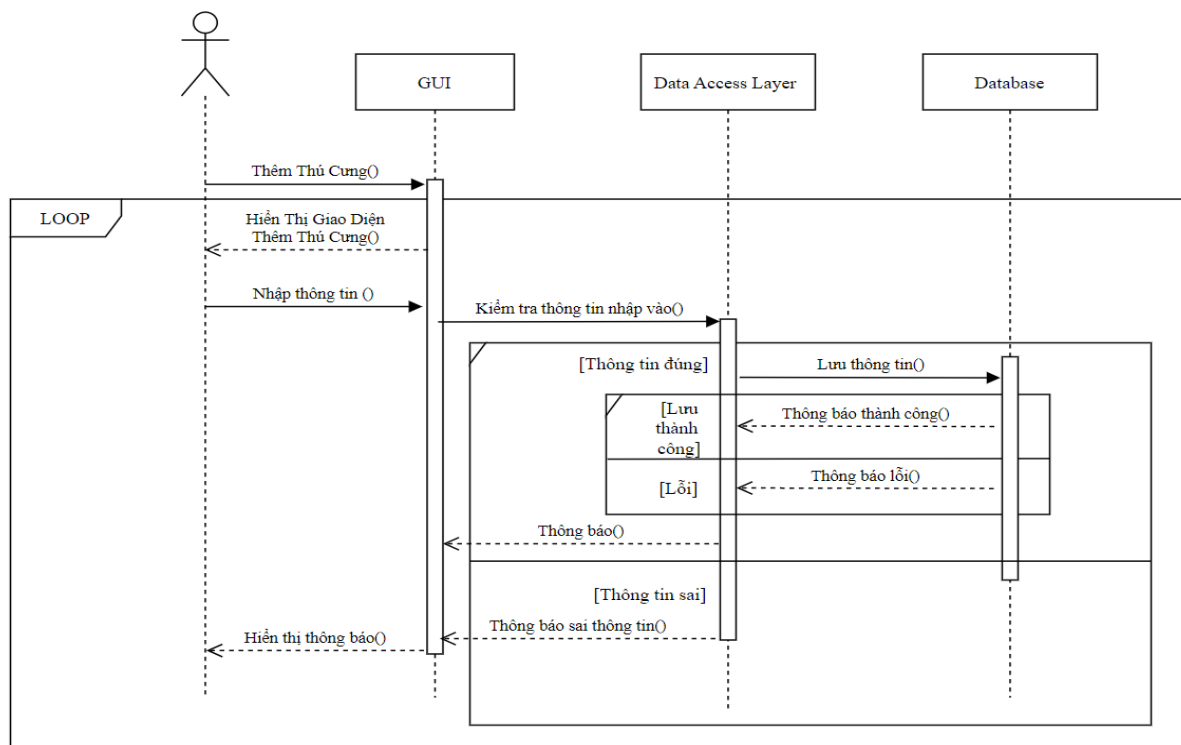 GUI
Data Access Layer
Database
Thêm Thú Cưng()
LOOP
Hiển Thị Giao Diện
Thêm Thú Cưng()
Nhập thông tin ()
Kiểm tra thông tin nhập vào()
[Thông tin đúng]
Lưu thông tin()
[Lưu
thành
công]
Thông báo thành công()
[Lỗi]
Thông báo lỗi()
Thông báo()
[Thông tin sai]
Thông báo sai thông tin()
Hiển thị thông báo()